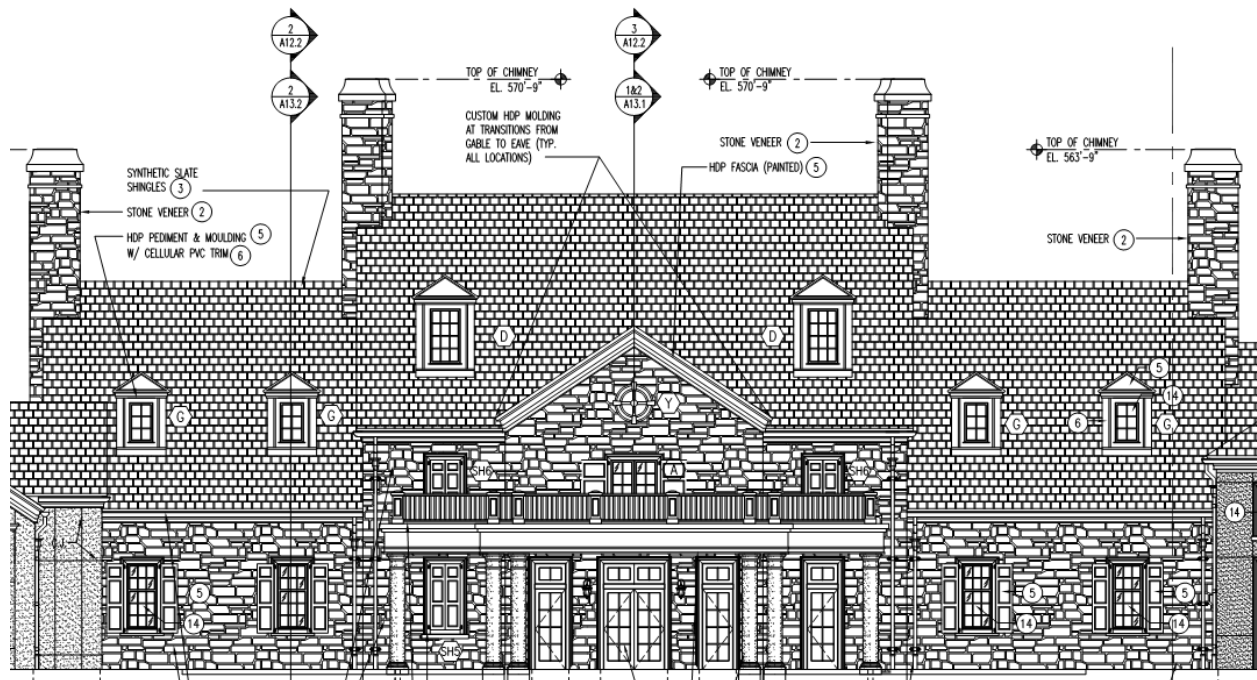 2
A12.2
3
A12.2
TOP OF CHIMNEY
EL. 570'-9"
TOP OF CHIMNEY
EL. 570'-9"
2
A13.2
1&2
A13.1
CUSTOM HDP MOLDING
AT TRANSITIONS FROM
GABLE TO EAVE (TYP.
ALL LOCATIONS)
STONE VENEER 2
TOP OF CHIMNEY
EL. 563'-9"
HDP FASCIA (PAINTED) 5
SYNTHETIC SLATE
SHINGLES 3
STONE VENEER 2
HDP PEDIMENT & MOULDING 5
W/ CELLULAR PVC TRIM 6
STONE VENEER 2
D
D
5
14
Y
G
G
G
6
G
SH6
A
SH6
14
5
5
5
14
14
14
SH5